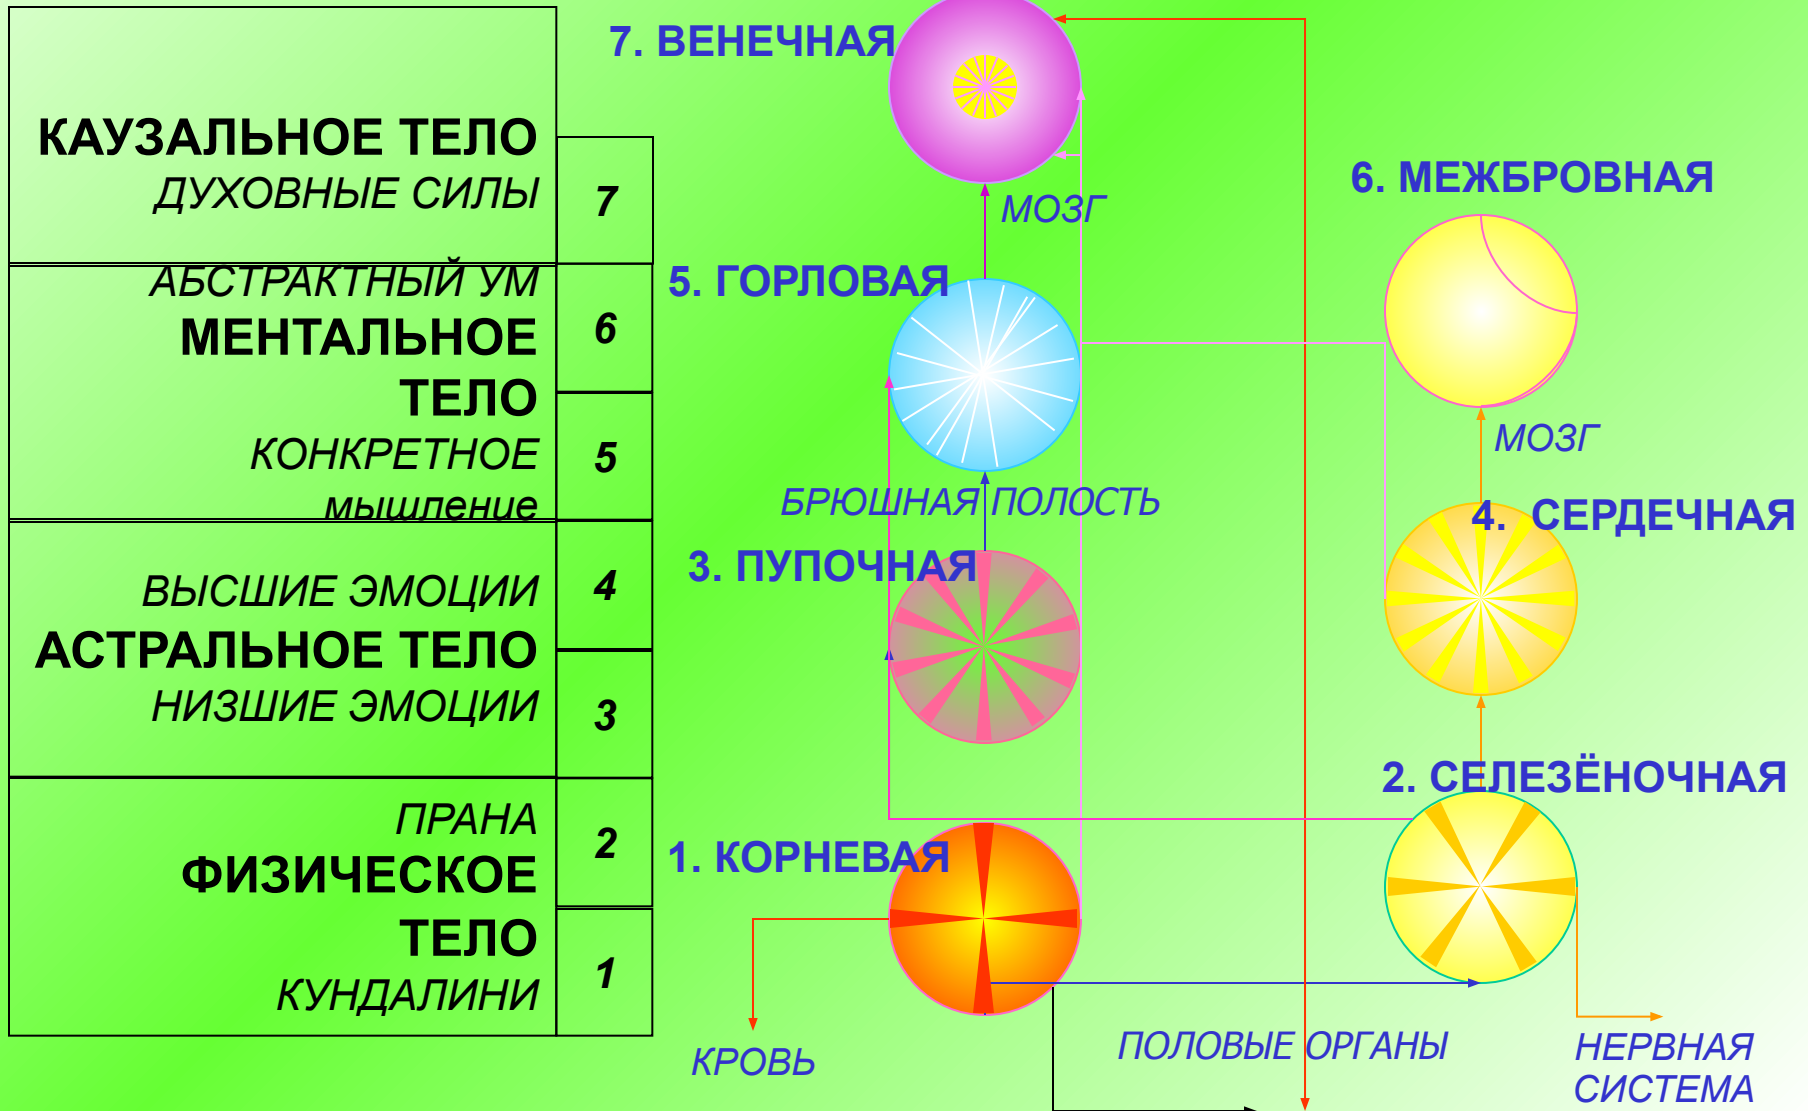 КАУЗАЛЬНОЕ ТЕЛО
ДУХОВНЫЕ СИЛЫ
7
АБСТРАКТНЫЙ УМ
МЕНТАЛЬНОЕ
ТЕЛО
КОНКРЕТНОЕ
мышление
6
5
ВЫСШИЕ ЭМОЦИИ
АСТРАЛЬНОЕ ТЕЛО
НИЗШИЕ ЭМОЦИИ
4
3
ПРАНА
ФИЗИЧЕСКОЕ
ТЕЛО
КУНДАЛИНИ
2
1
7. ВЕНЕЧНАЯ
МОЗГ
6. МЕЖБРОВНАЯ
МОЗГ
5. ГОРЛОВАЯ
БРЮШНАЯ ПОЛОСТЬ
4. СЕРДЕЧНАЯ
3. ПУПОЧНАЯ
2. СЕЛЕЗЁНОЧНАЯ
1. КОРНЕВАЯ
КРОВЬ
ПОЛОВЫЕ ОРГАНЫ
НЕРВНАЯ
СИСТЕМА